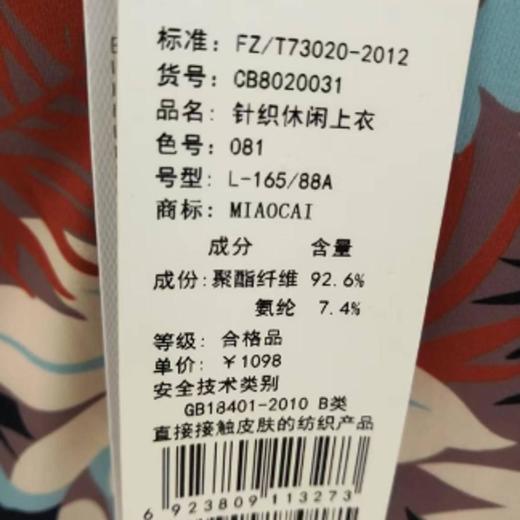 标准: FZ/T73020-2012
货号: CB8020031
品名: 针织休闲上衣
色号: 081
号型: L-165/88A
商标: MIAOCAI
成分 含量
成份:聚酯纤维 92.6%
氨纶 7.4%
等级: 合格品
单价: ￥1098
安全技术类别
GB18401-2010 B类
直接接触皮肤的纺织产品
6 923809 113273